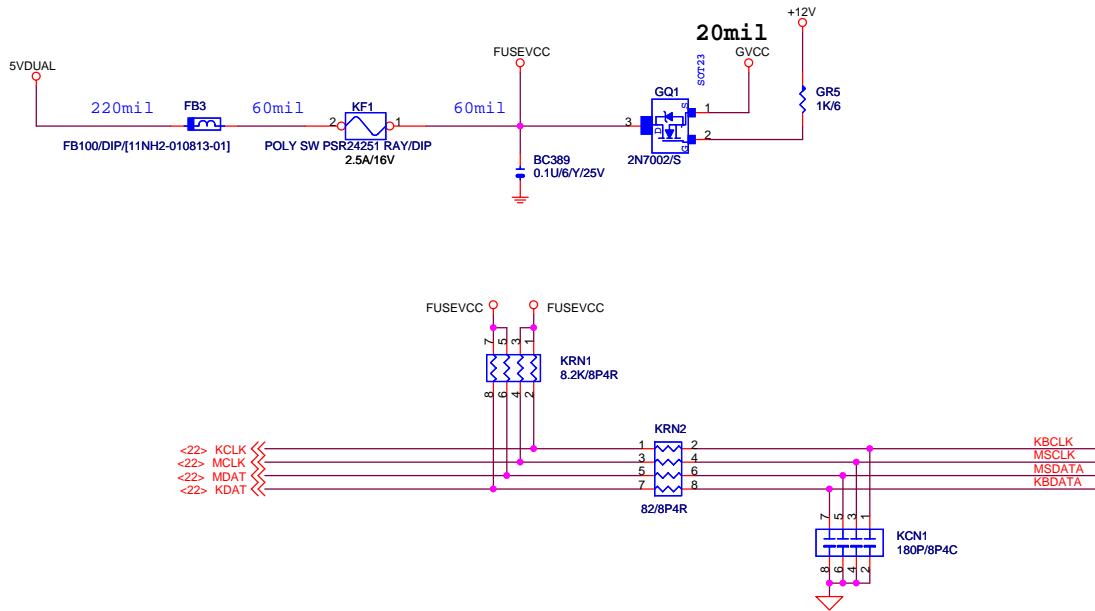 +12V
20mil
5VDUAL
FUSEVCC
GVCC
SOT23
220mil
FB3
60mil
KF1
60mil
GQ1
GR5
1K/6
2
1
3
1
2
S
D
G
FB100/DIP/[11NH2-010813-01]
POLY SW PSR24251 RAY/DIP
2.5A/16V
2N7002/S
BC389
0.1U/6/Y/25V
FUSEVCC
FUSEVCC
7
5
3
1
KRN1
8.2K/8P4R
8
6
4
2
KRN2
<22> KCLK
1
2
KBCLK
<22> MCLK
3
4
MSCLK
<22> MDAT
5
6
MSDATA
<22> KDAT
7
8
KBDATA
82/8P4R
7
5
3
1
KCN1
180P/8P4C
8
6
4
2